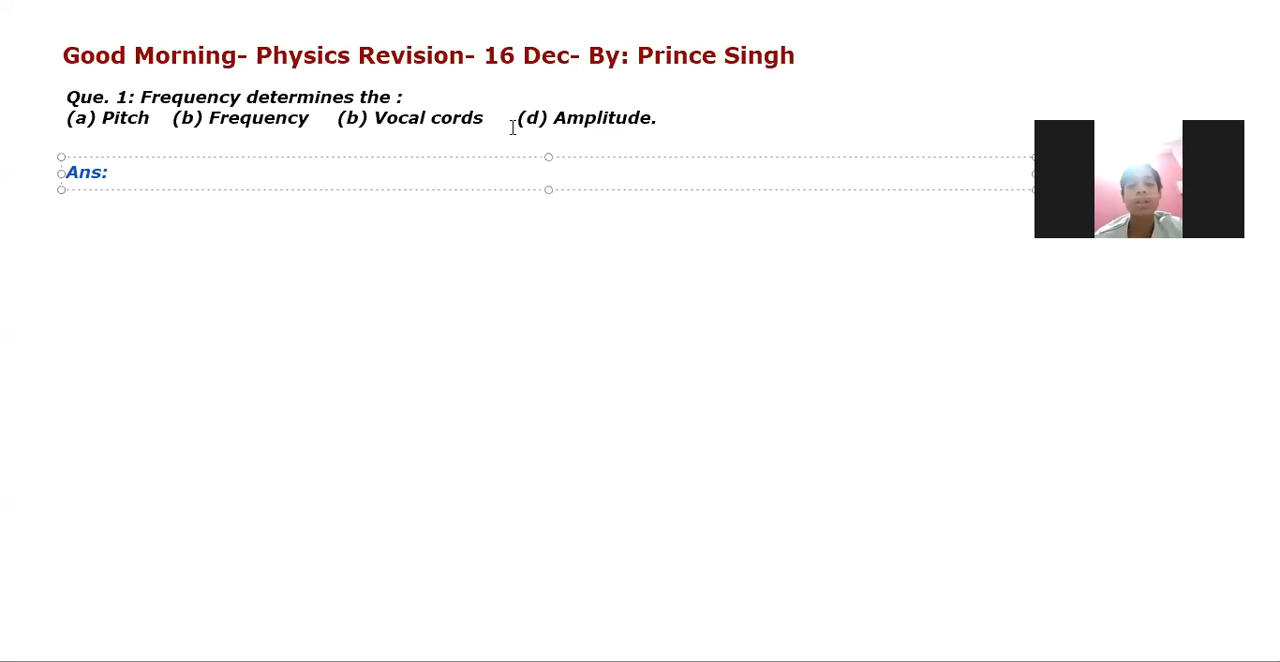 Good Morning- Physics Revision- 16 Dec- By: Prince Singh
Que. 1: Frequency determines the :
(a) Pitch (b) Frequency (b) Vocal cords (d) Amplitude.
Ans: